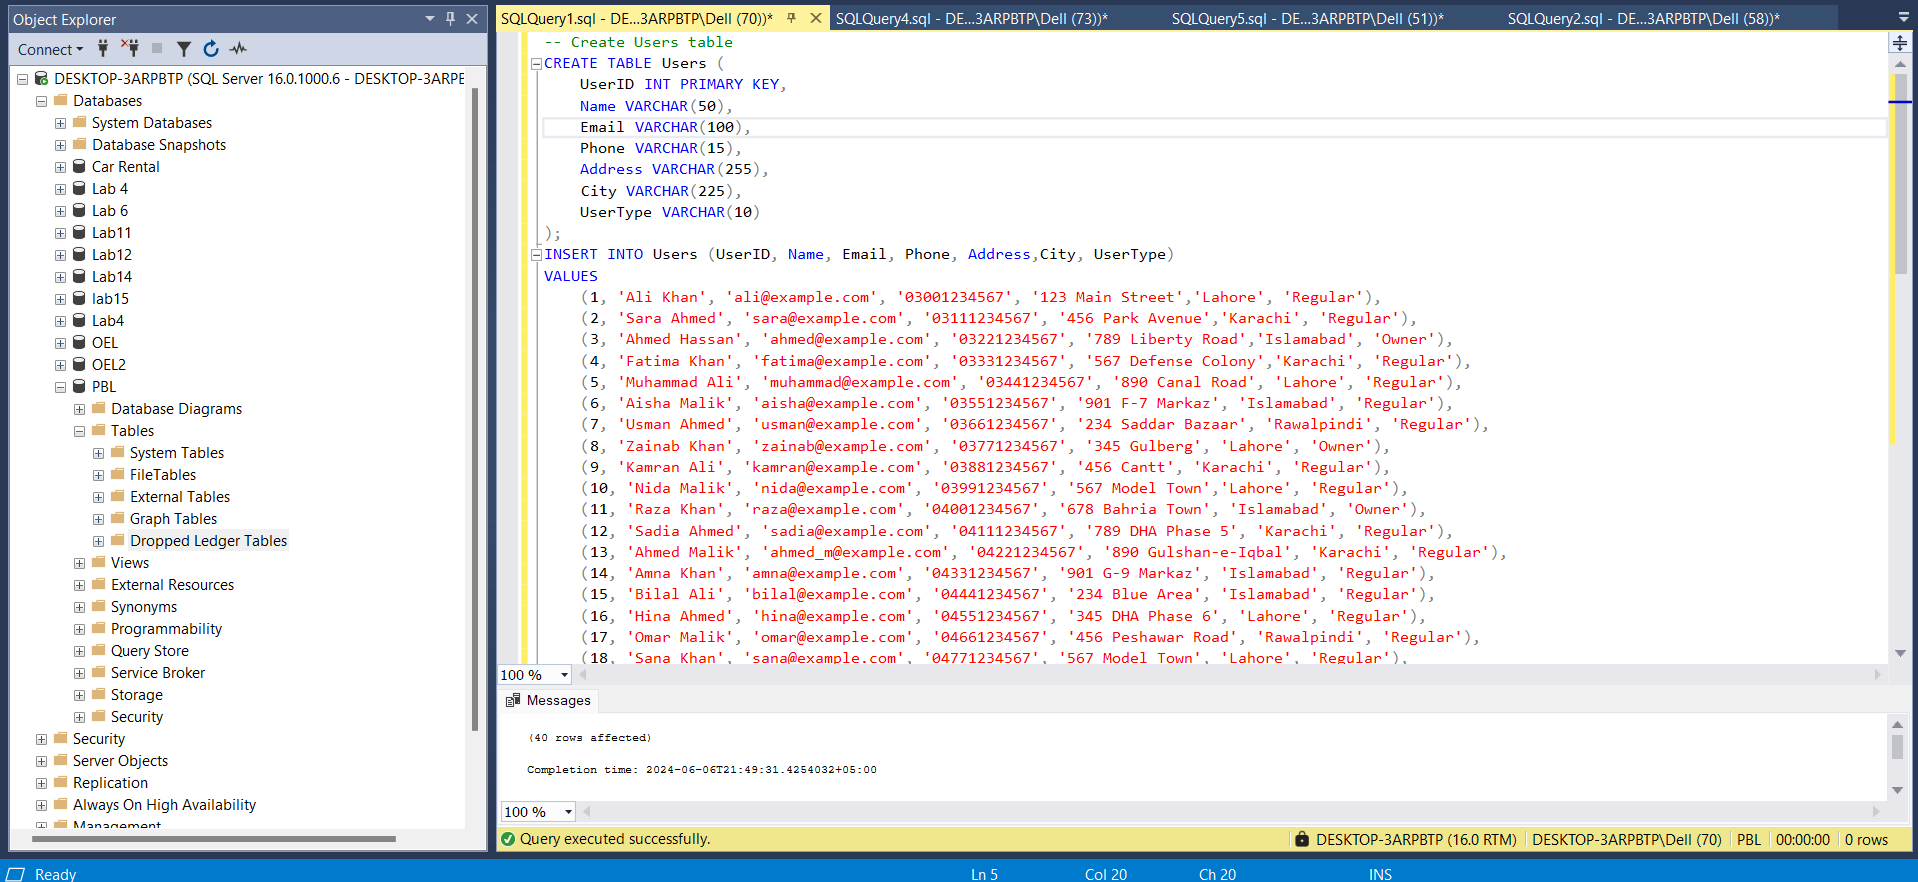 Object Explorer
Connect
DESKTOP-3ARPBTP (SQL Server 16.0.1000.6 - DESKTOP-3ARPE
Databases
System Databases
Database Snapshots
Car Rental
Lab 4
Lab 6
Lab11
Lab12
Lab14
lab15
Lab4
OEL
OEL2
PBL
Database Diagrams
Tables
System Tables
FileTables
External Tables
Graph Tables
Dropped Ledger Tables
Views
External Resources
Synonyms
Programmability
Query Store
Service Broker
Storage
Security
Security
Server Objects
Replication
Always On High Availability
Management
SQLQuery1.sql - DE...3ARPBTP\Dell (70))* SQLQuery4.sql - DE...3ARPBTP\Dell (73))* SQLQuery5.sql - DE...3ARPBTP\Dell (51))* SQLQuery2.sql - DE...3ARPBTP\Dell (58))*
-- Create Users table
CREATE TABLE Users (
UserID INT PRIMARY KEY,
Name VARCHAR(50),
Email VARCHAR(100),
Phone VARCHAR(15),
Address VARCHAR(255),
City VARCHAR(225),
UserType VARCHAR(10)
);
INSERT INTO Users (UserID, Name, Email, Phone, Address,City, UserType)
VALUES
(1, 'Ali Khan', 'ali@example.com', '03001234567', '123 Main Street','Lahore', 'Regular'),
(2, 'Sara Ahmed', 'sara@example.com', '03111234567', '456 Park Avenue','Karachi', 'Regular'),
(3, 'Ahmed Hassan', 'ahmed@example.com', '03221234567', '789 Liberty Road','Islamabad', 'Owner'),
(4, 'Fatima Khan', 'fatima@example.com', '03331234567', '567 Defense Colony','Karachi', 'Regular'),
(5, 'Muhammad Ali', 'muhammad@example.com', '03441234567', '890 Canal Road', 'Lahore', 'Regular'),
(6, 'Aisha Malik', 'aisha@example.com', '03551234567', '901 F-7 Markaz', 'Islamabad', 'Regular'),
(7, 'Usman Ahmed', 'usman@example.com', '03661234567', '234 Saddar Bazaar', 'Rawalpindi', 'Regular'),
(8, 'Zainab Khan', 'zainab@example.com', '03771234567', '345 Gulberg', 'Lahore', 'Owner'),
(9, 'Kamran Ali', 'kamran@example.com', '03881234567', '456 Cantt', 'Karachi', 'Regular'),
(10, 'Nida Malik', 'nida@example.com', '03991234567', '567 Model Town','Lahore', 'Regular'),
(11, 'Raza Khan', 'raza@example.com', '04001234567', '678 Bahria Town', 'Islamabad', 'Owner'),
(12, 'Sadia Ahmed', 'sadia@example.com', '04111234567', '789 DHA Phase 5', 'Karachi', 'Regular'),
(13, 'Ahmed Malik', 'ahmed_m@example.com', '04221234567', '890 Gulshan-e-Iqbal', 'Karachi', 'Regular'),
(14, 'Amna Khan', 'amna@example.com', '04331234567', '901 G-9 Markaz', 'Islamabad', 'Regular'),
(15, 'Bilal Ali', 'bilal@example.com', '04441234567', '234 Blue Area', 'Islamabad', 'Regular'),
(16, 'Hina Ahmed', 'hina@example.com', '04551234567', '345 DHA Phase 6', 'Lahore', 'Regular'),
(17, 'Omar Malik', 'omar@example.com', '04661234567', '456 Peshawar Road', 'Rawalpindi', 'Regular'),
(18, 'Sana Khan', 'sana@example.com', '04771234567', '567 Model Town', 'Lahore', 'Regular'),
100 %
Messages
(40 rows affected)
Completion time: 2024-06-06T21:49:31.4254032+05:00
100 %
Query executed successfully. DESKTOP-3ARPBTP (16.0 RTM) DESKTOP-3ARPBTP\Dell (70) PBL 00:00:00 0 rows
Ready Ln 5 Col 20 Ch 20 INS